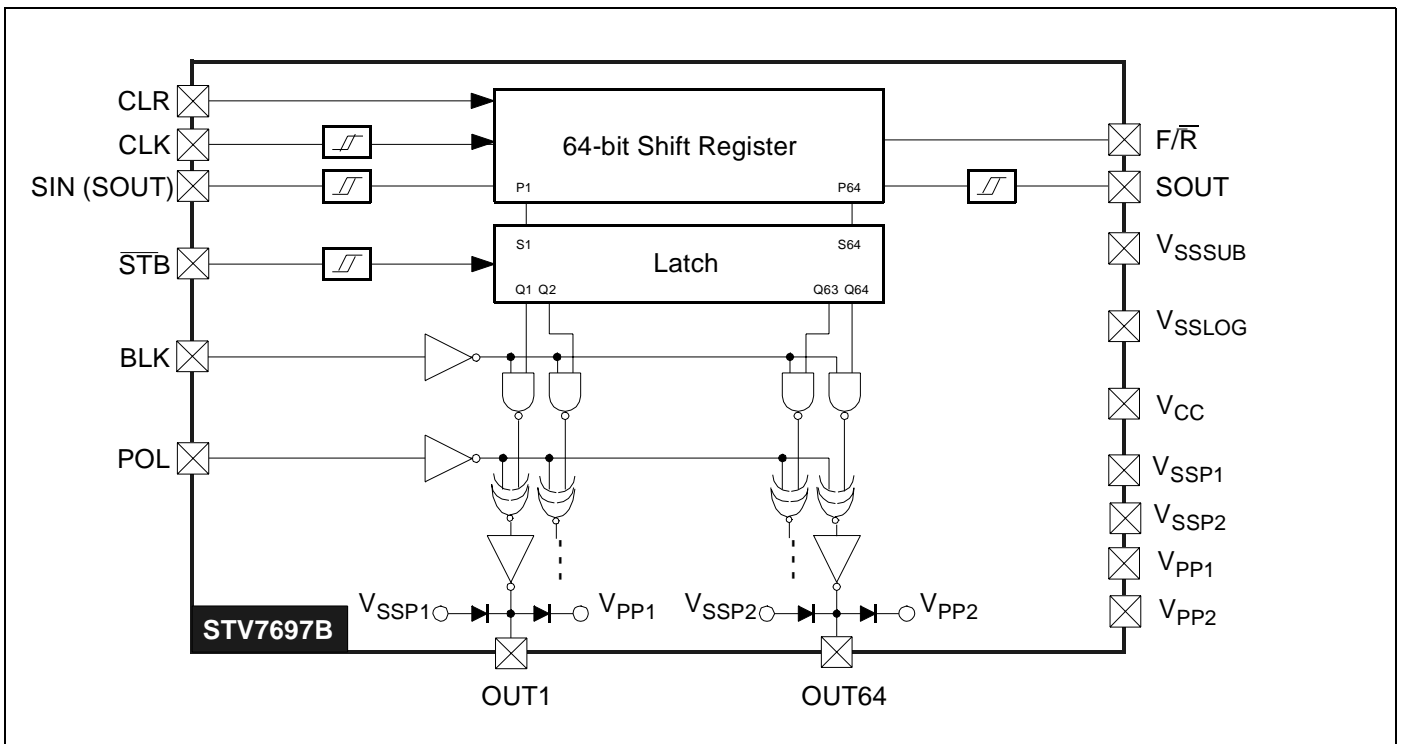 CLR
CLK
SIN (SOUT)
STB
BLK
POL
64-bit Shift Register
P1 P64
S1 S64
Latch
Q1 Q2 Q63 Q64
F/R
SOUT
VSSSUB
VSSLOG
VCC
VSSP1
VSSP2
VPP1
VPP2
VSSP1 VPP1 VSSP2 VPP2
STV7697B
OUT1 OUT64